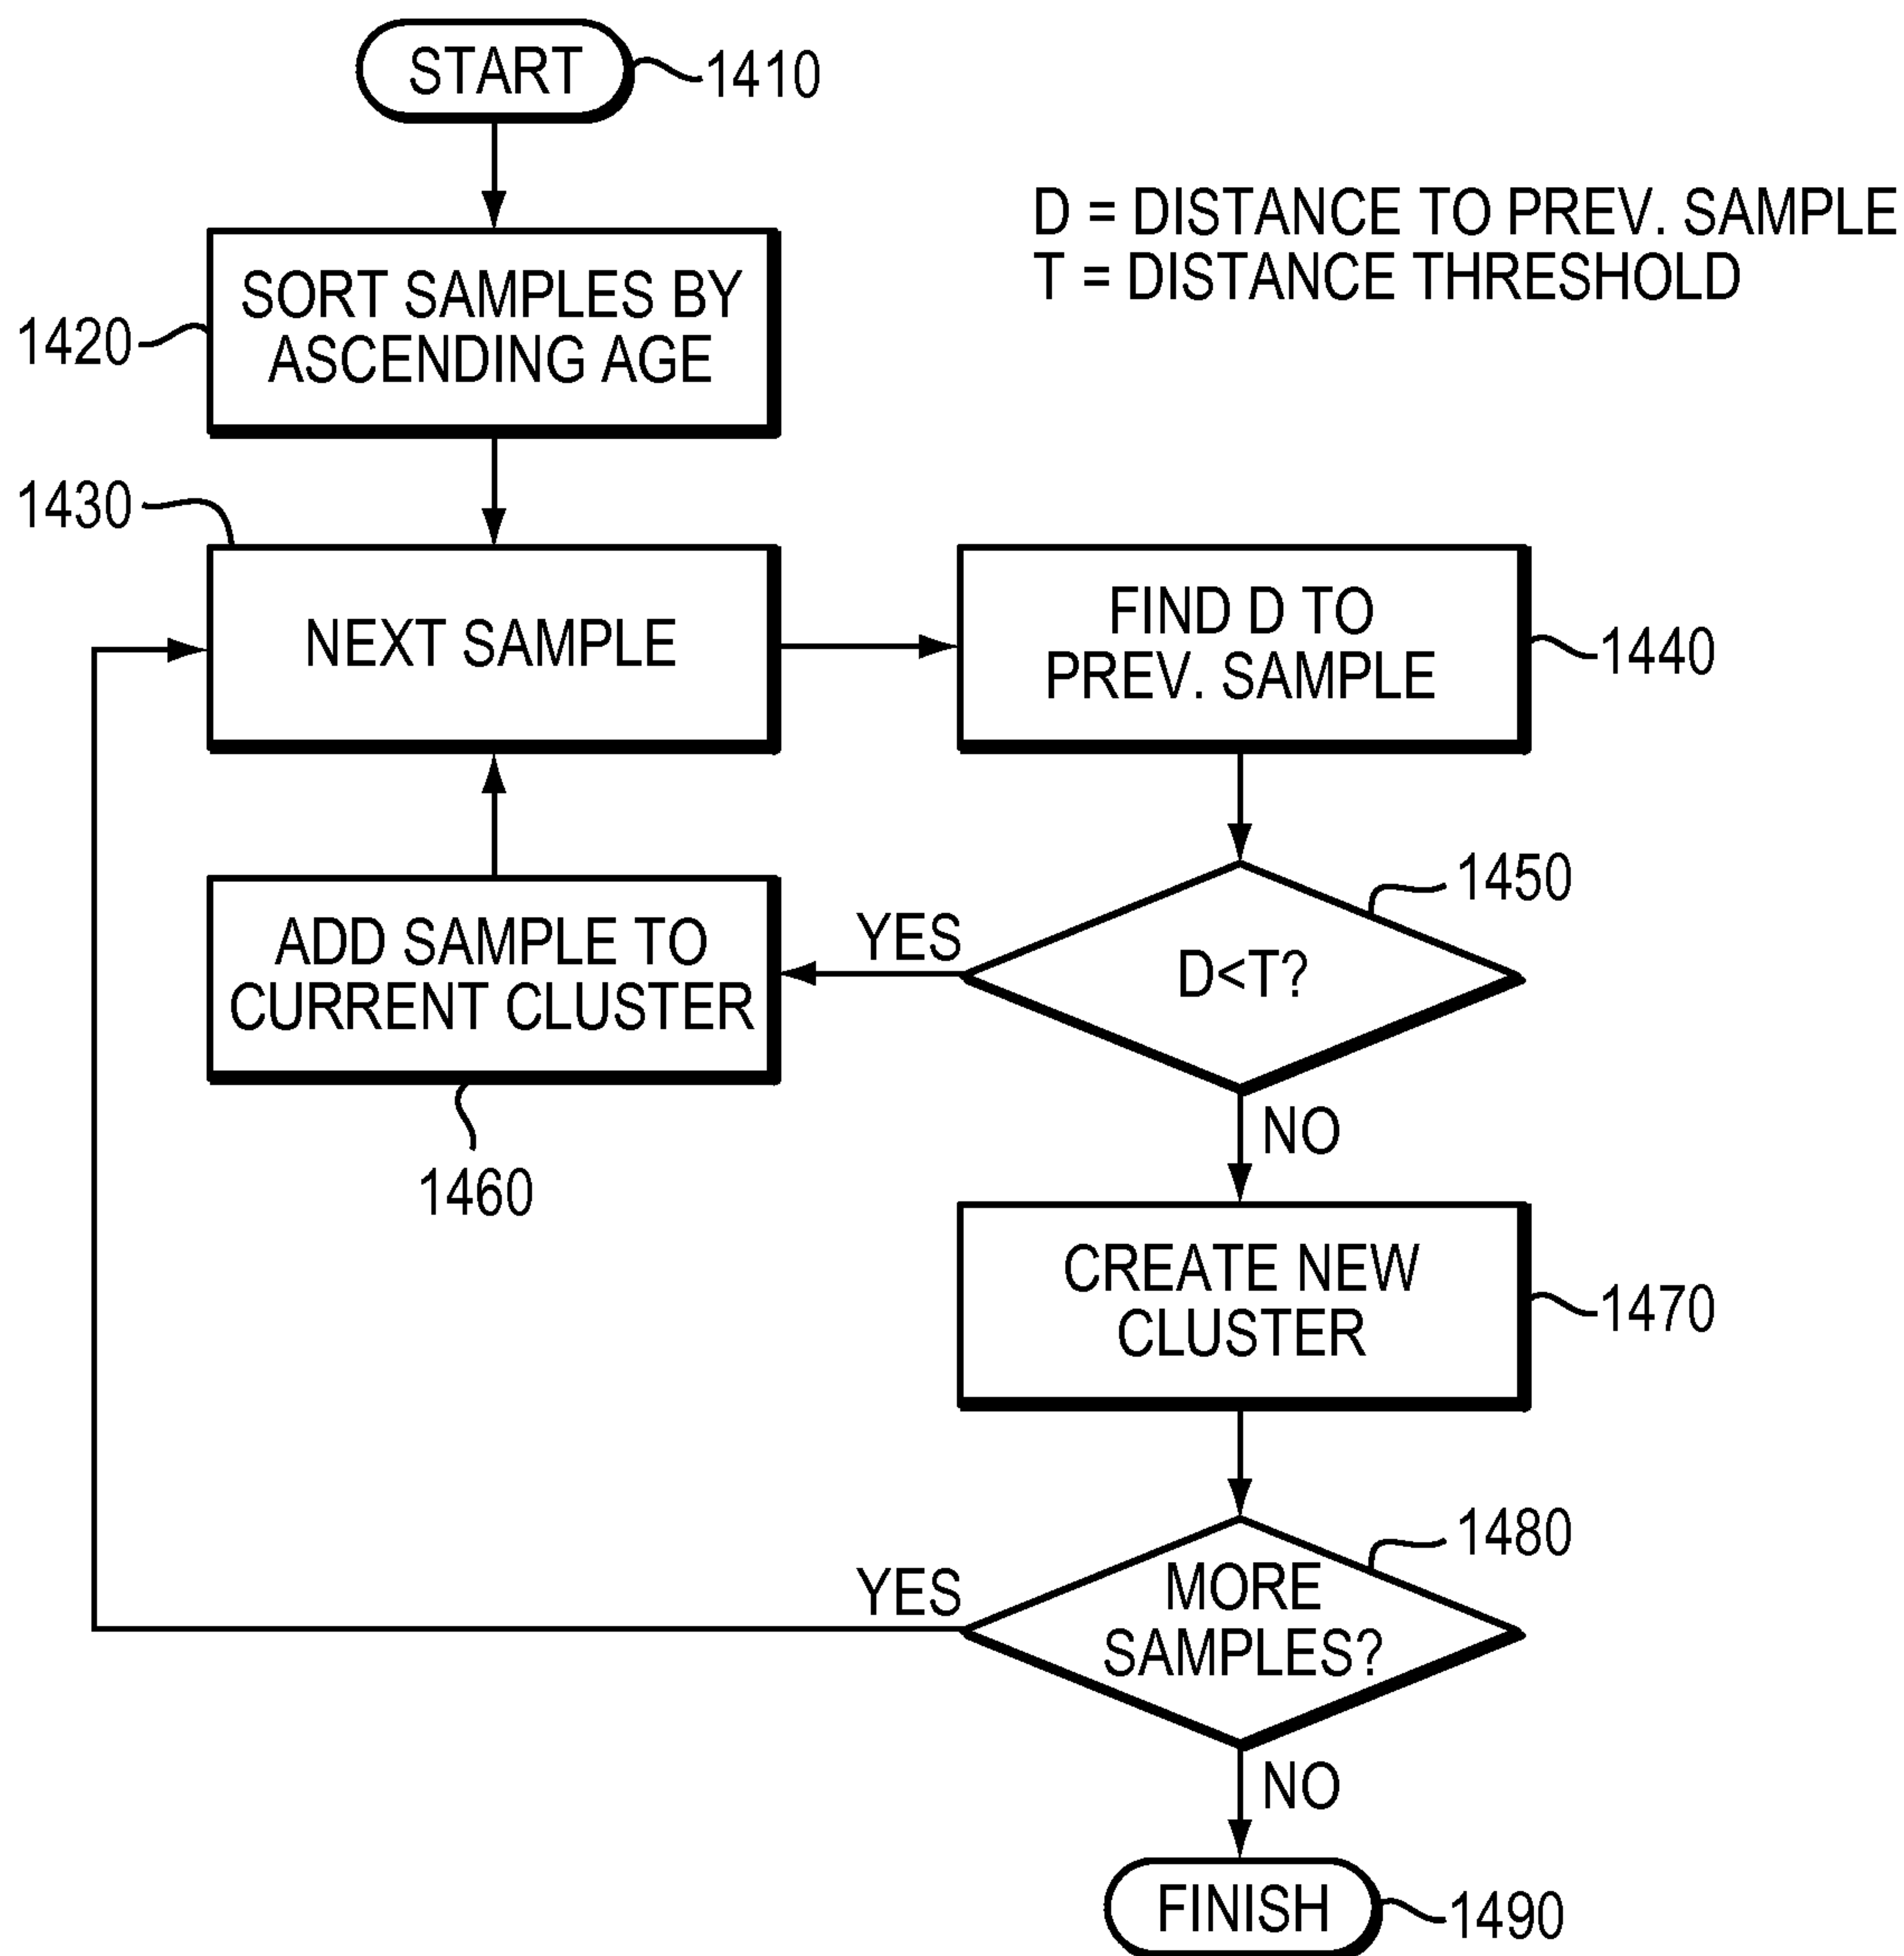 START
1410
D = DISTANCE TO PREV. SAMPLE
T = DISTANCE THRESHOLD
SORT SAMPLES BY
ASCENDING AGE
1420
1430
NEXT SAMPLE
FIND D TO
PREV. SAMPLE
1440
1450
D<T?
YES
ADD SAMPLE TO
CURRENT CLUSTER
1460
NO
CREATE NEW
CLUSTER
1470
1480
MORE
SAMPLES?
YES
NO
FINISH
1490